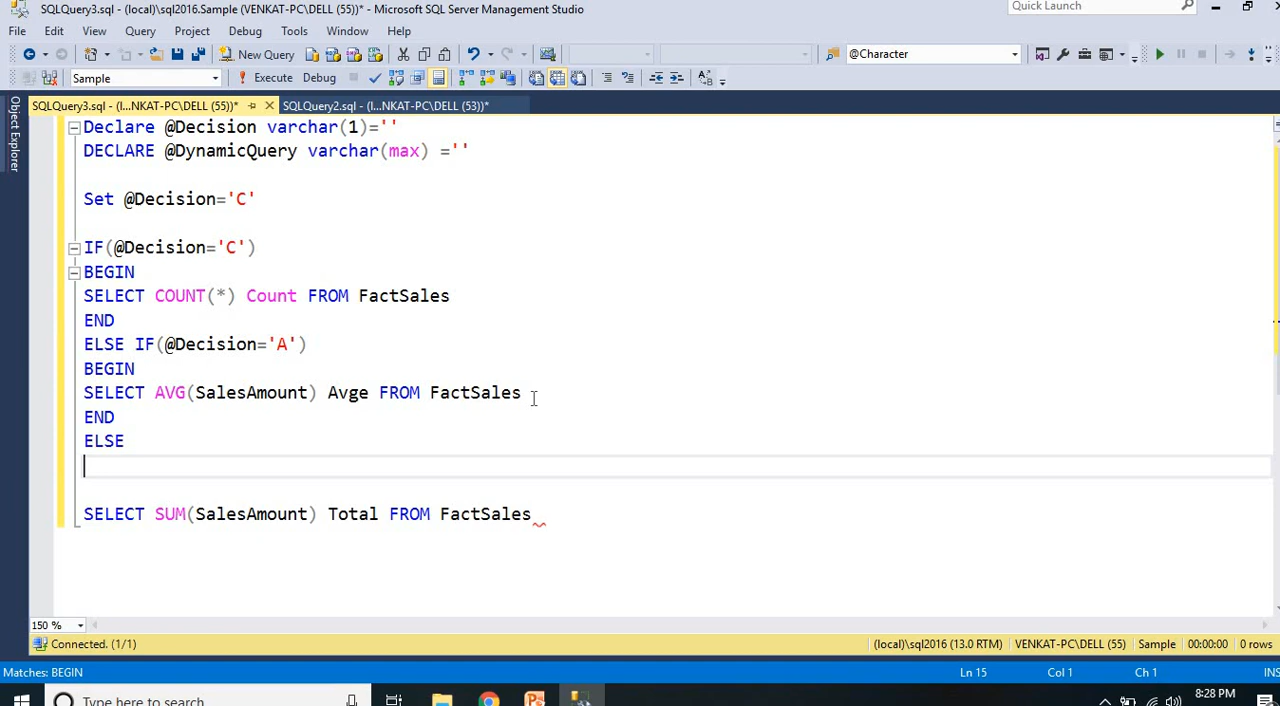 SQLQuery3.sql - (local)\sql2016.Sample (VENKAT-PC\DELL (55))* - Microsoft SQL Server Management Studio
Quick Launch
File Edit View Query Project Debug Tools Window Help
New Query
@Character
Sample
Execute Debug
SQLQuery3.sql - (l...NKAT-PC\DELL (55))*
SQLQuery2.sql - (l...NKAT-PC\DELL (53))*
Object Explorer
Declare @Decision varchar(1)=''
DECLARE @DynamicQuery varchar(max) =''
Set @Decision='C'
IF(@Decision='C')
BEGIN
SELECT COUNT(*) Count FROM FactSales
END
ELSE IF(@Decision='A')
BEGIN
SELECT AVG(SalesAmount) Avge FROM FactSales
END
ELSE
SELECT SUM(SalesAmount) Total FROM FactSales
150 %
Connected. (1/1)
(local)\sql2016 (13.0 RTM)
VENKAT-PC\DELL (55)
Sample
00:00:00
0 rows
Matches: BEGIN
Ln 15
Col 1
Ch 1
INS
Type here to search
8:28 PM